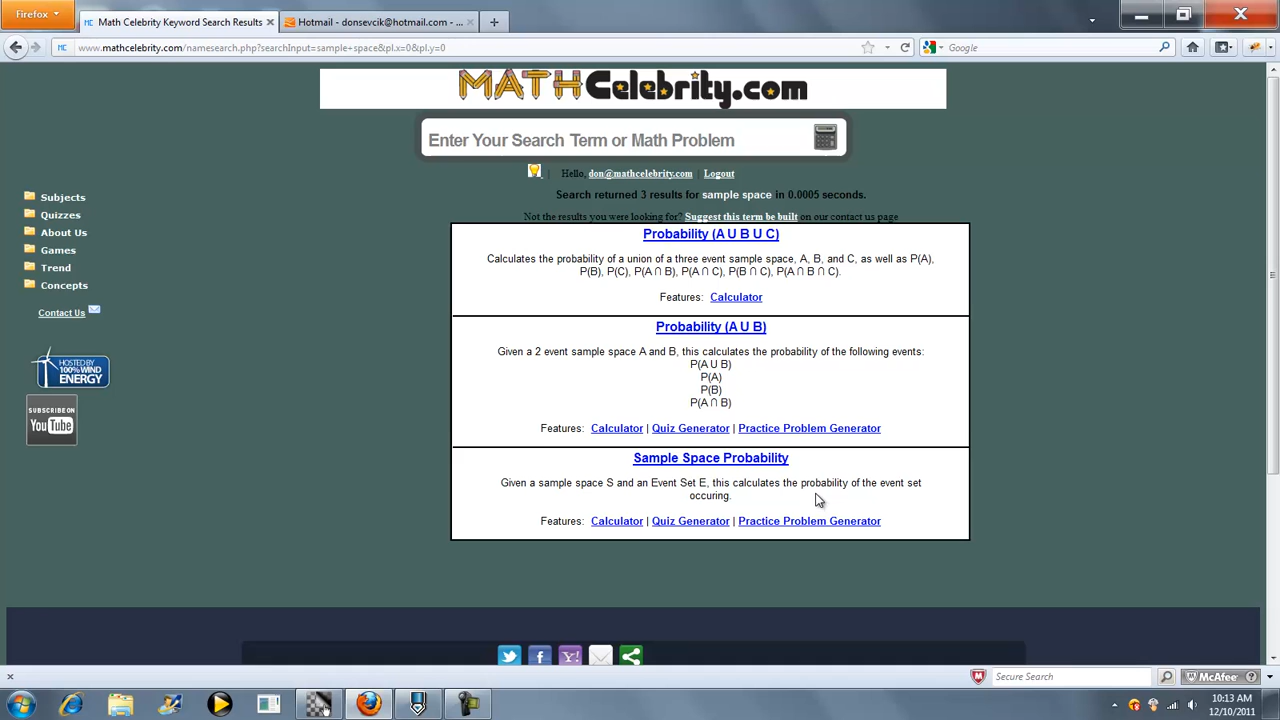 Firefox
Math Celebrity Keyword Search Results
Hotmail - donsevcik@hotmail.com - ...
www.mathcelebrity.com/namesearch.php?searchInput=sample+space&pl.x=0&pl.y=0
Google
MATHCelebrity.com
Enter Your Search Term or Math Problem
| Hello, don@mathcelebrity.com | Logout
Search returned 3 results for sample space in 0.0005 seconds.
Not the results you were looking for? Suggest this term be built on our contact us page
Subjects
Quizzes
About Us
Games
Trend
Concepts
Contact Us
HOSTED BY
100% WIND
ENERGY
SUBSCRIBE ON
YouTube
Probability (A U B U C)
Calculates the probability of a union of a three event sample space, A, B, and C, as well as P(A),
P(B), P(C), P(A ∩ B), P(A ∩ C), P(B ∩ C), P(A ∩ B ∩ C).
Features: Calculator
Probability (A U B)
Given a 2 event sample space A and B, this calculates the probability of the following events:
P(A U B)
P(A)
P(B)
P(A ∩ B)
Features: Calculator | Quiz Generator | Practice Problem Generator
Sample Space Probability
Given a sample space S and an Event Set E, this calculates the probability of the event set
occuring.
Features: Calculator | Quiz Generator | Practice Problem Generator
Secure Search
McAfee
10:13 AM
12/10/2011